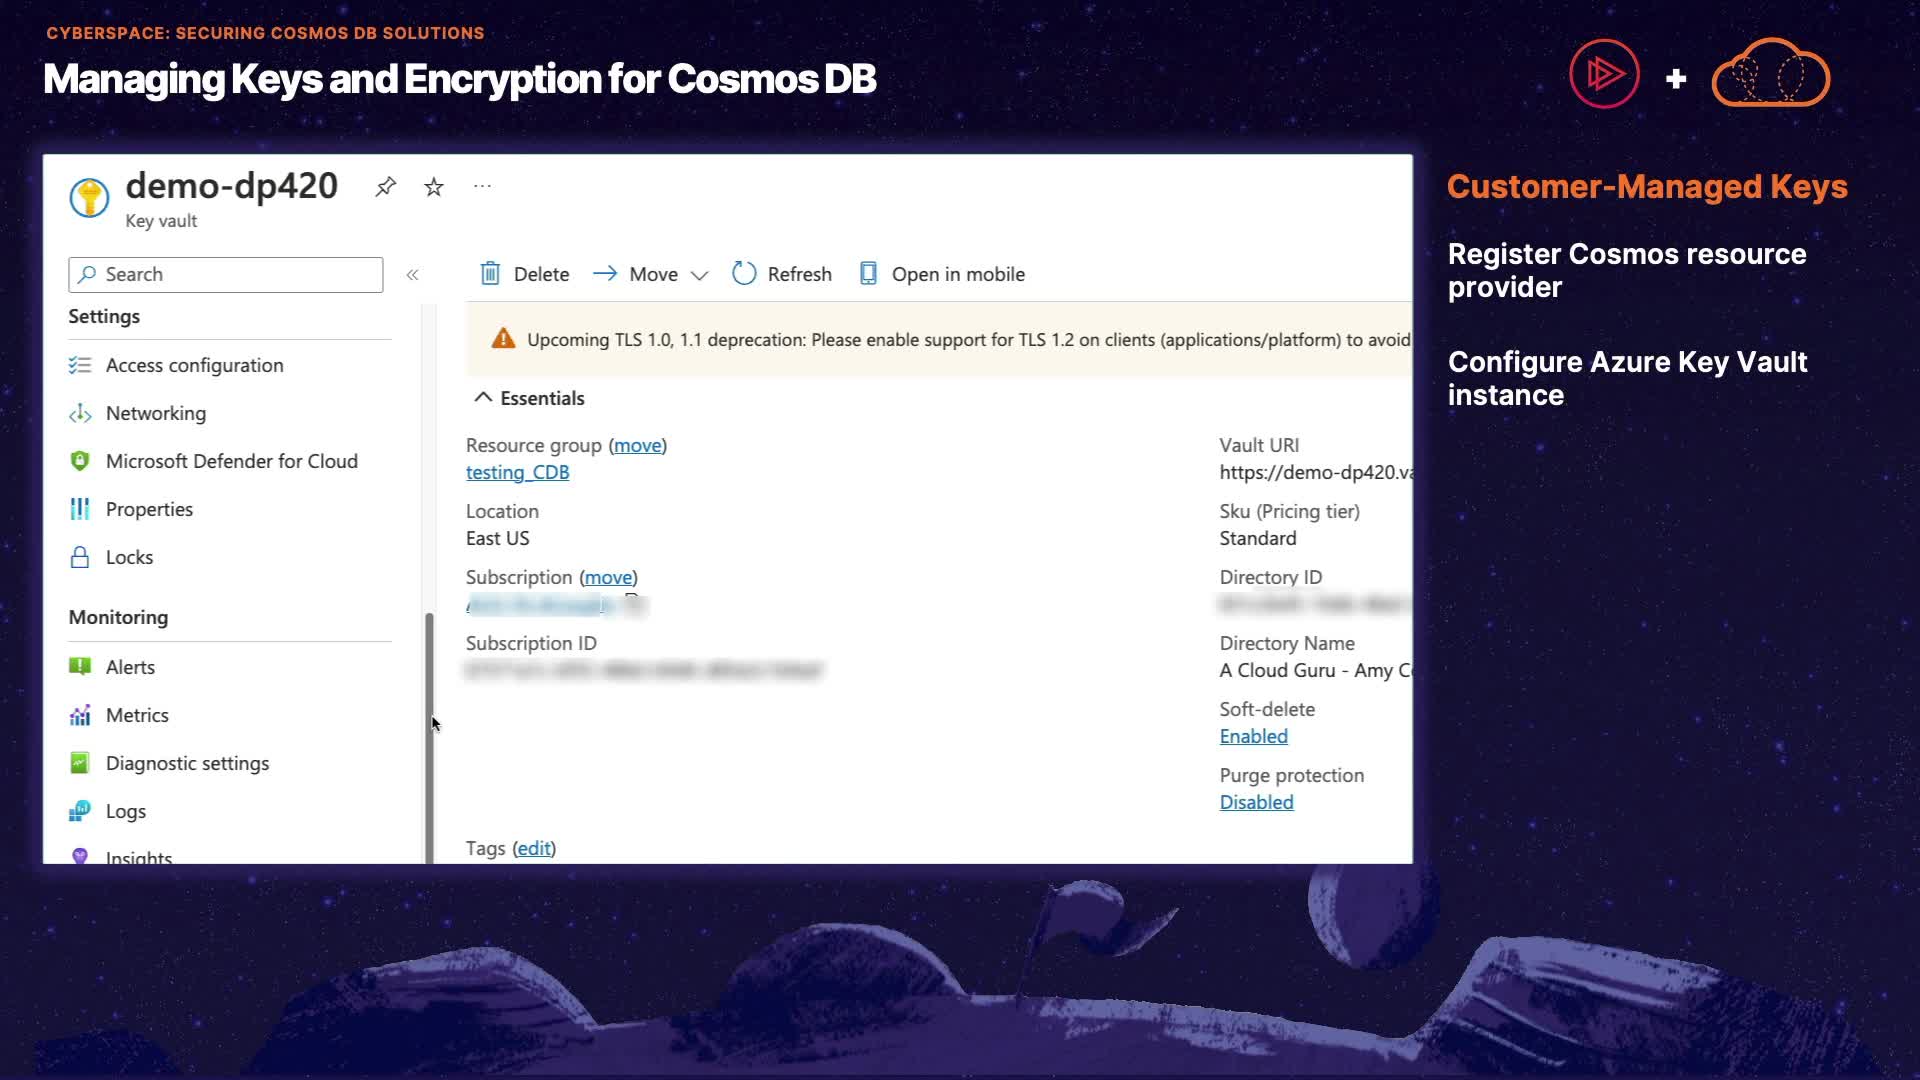 CYBERSPACE: SECURING COSMOS DB SOLUTIONS
Managing Keys and Encryption for Cosmos DB
demo-dp420
Key vault
Search
Settings
Access configuration
Networking
Microsoft Defender for Cloud
Properties
Locks
Monitoring
Alerts
Metrics
Diagnostic settings
Logs
Insights
Delete Move Refresh Open in mobile
Upcoming TLS 1.0, 1.1 deprecation: Please enable support for TLS 1.2 on clients (applications/platform) to avoid
Essentials
Resource group (move)
testing_CDB
Location
East US
Subscription (move)
Subscription ID
Tags (edit)
Vault URI
https://demo-dp420.va
Sku (Pricing tier)
Standard
Directory ID
Directory Name
A Cloud Guru - Amy C
Soft-delete
Enabled
Purge protection
Disabled
Customer-Managed Keys
Register Cosmos resource
provider
Configure Azure Key Vault
instance